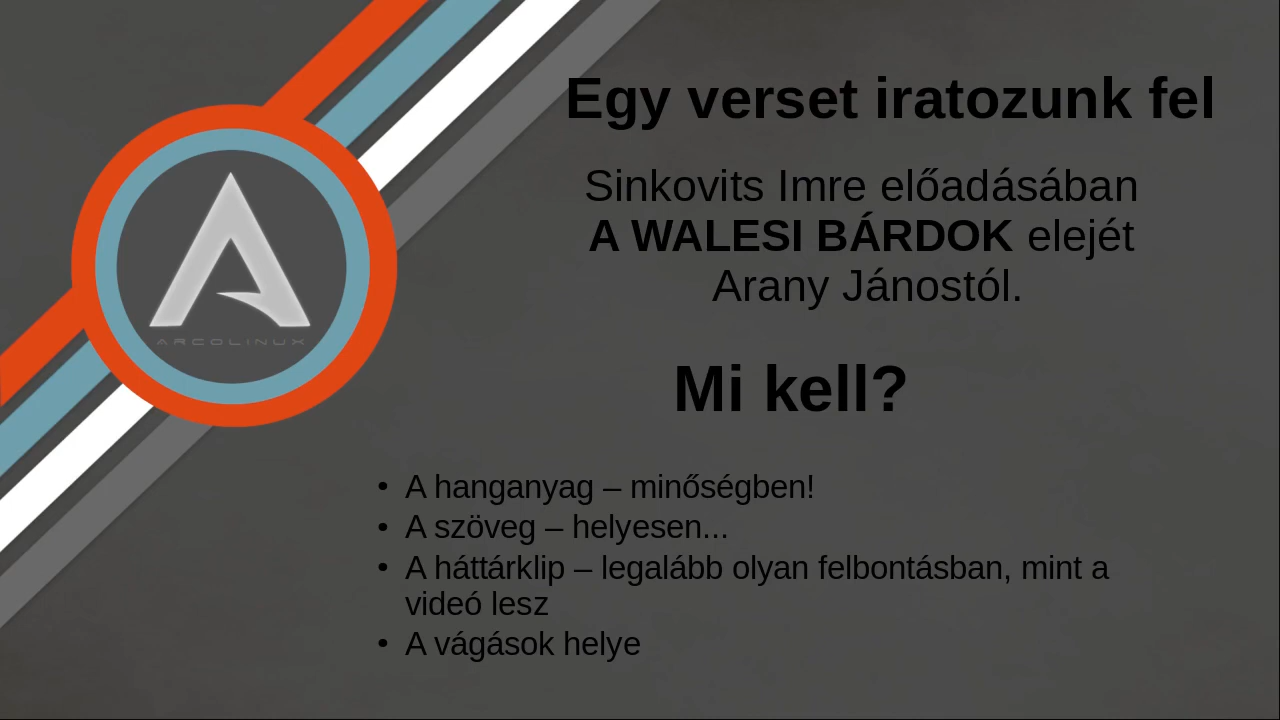 Egy verset iratozunk fel
Sinkovits Imre előadásában
A WALESI BÁRDOK elejét
Arany Jánostól.
ARCOLINUX
Mi kell?
• A hanganyag – minőségben!
• A szöveg – helyesen...
• A háttárklip – legalább olyan felbontásban, mint a
videó lesz
• A vágások helye